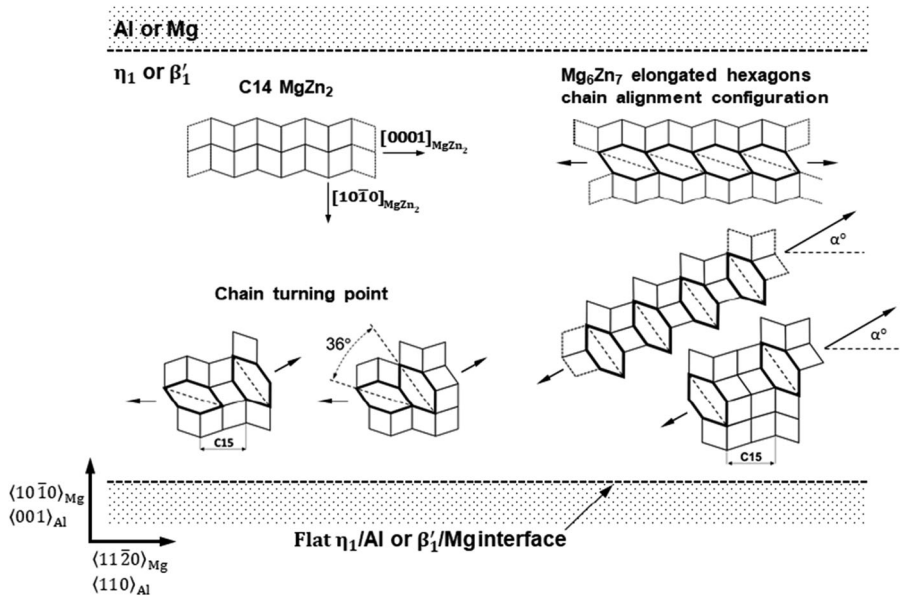 Al or Mg
η₁ or β′₁
C14 MgZn₂
[0001]MgZn₂
[101̅0]MgZn₂
Mg₆Zn₇ elongated hexagons
chain alignment configuration
α°
Chain turning point
36°
α°
C15
C15
⟨101̅0⟩Mg
⟨001⟩Al
Flat η₁/Al or β′₁/Mg interface
⟨112̅0⟩Mg
⟨110⟩Al